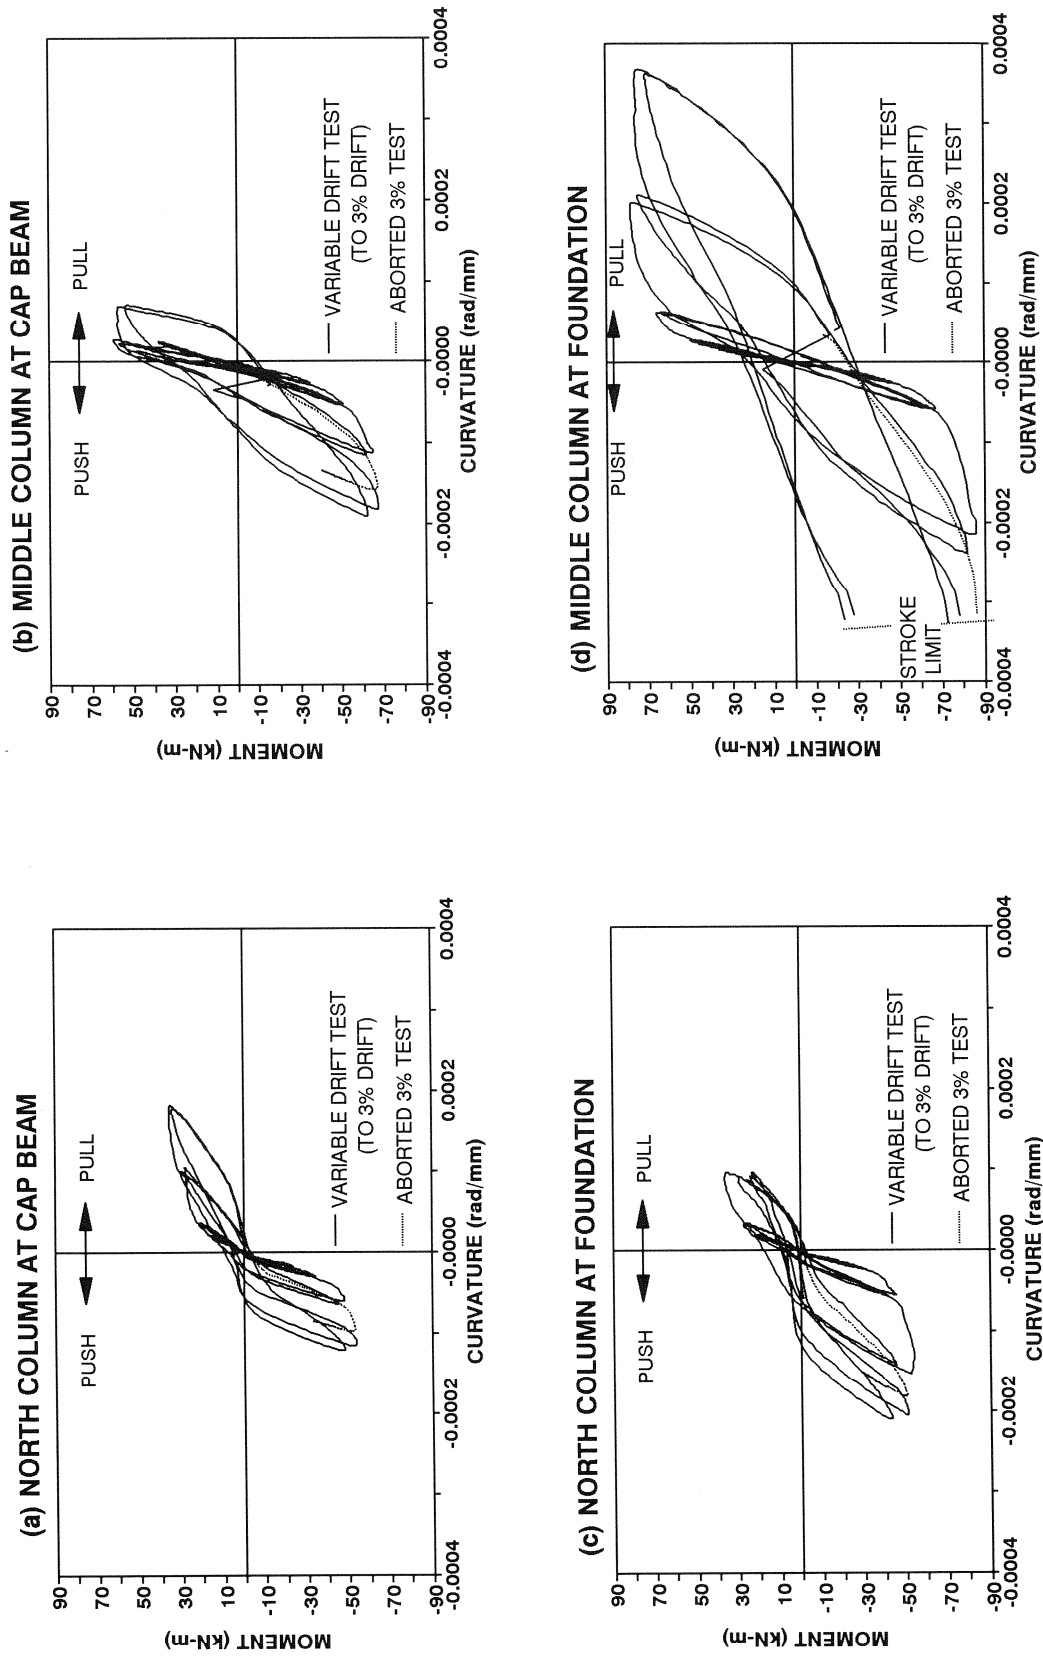 (a) NORTH COLUMN AT CAP BEAM
PUSH PULL
90
70
50
30
10
-10
-30
-50
-70
-90
MOMENT (kN-m)
VARIABLE DRIFT TEST
(TO 3% DRIFT)
ABORTED 3% TEST
-0.0004 -0.0002 -0.0000 0.0002 0.0004
CURVATURE (rad/mm)
(b) MIDDLE COLUMN AT CAP BEAM
PUSH PULL
90
70
50
30
10
-10
-30
-50
-70
-90
MOMENT (kN-m)
VARIABLE DRIFT TEST
(TO 3% DRIFT)
ABORTED 3% TEST
-0.0004 -0.0002 -0.0000 0.0002 0.0004
CURVATURE (rad/mm)
(c) NORTH COLUMN AT FOUNDATION
PUSH PULL
90
70
50
30
10
-10
-30
-50
-70
-90
MOMENT (kN-m)
VARIABLE DRIFT TEST
(TO 3% DRIFT)
ABORTED 3% TEST
-0.0004 -0.0002 -0.0000 0.0002 0.0004
CURVATURE (rad/mm)
(d) MIDDLE COLUMN AT FOUNDATION
PUSH PULL
90
70
50
30
10
-10
-30
-50
-70
-90
MOMENT (kN-m)
STROKE
LIMIT
VARIABLE DRIFT TEST
(TO 3% DRIFT)
ABORTED 3% TEST
-0.0004 -0.0002 -0.0000 0.0002 0.0004
CURVATURE (rad/mm)